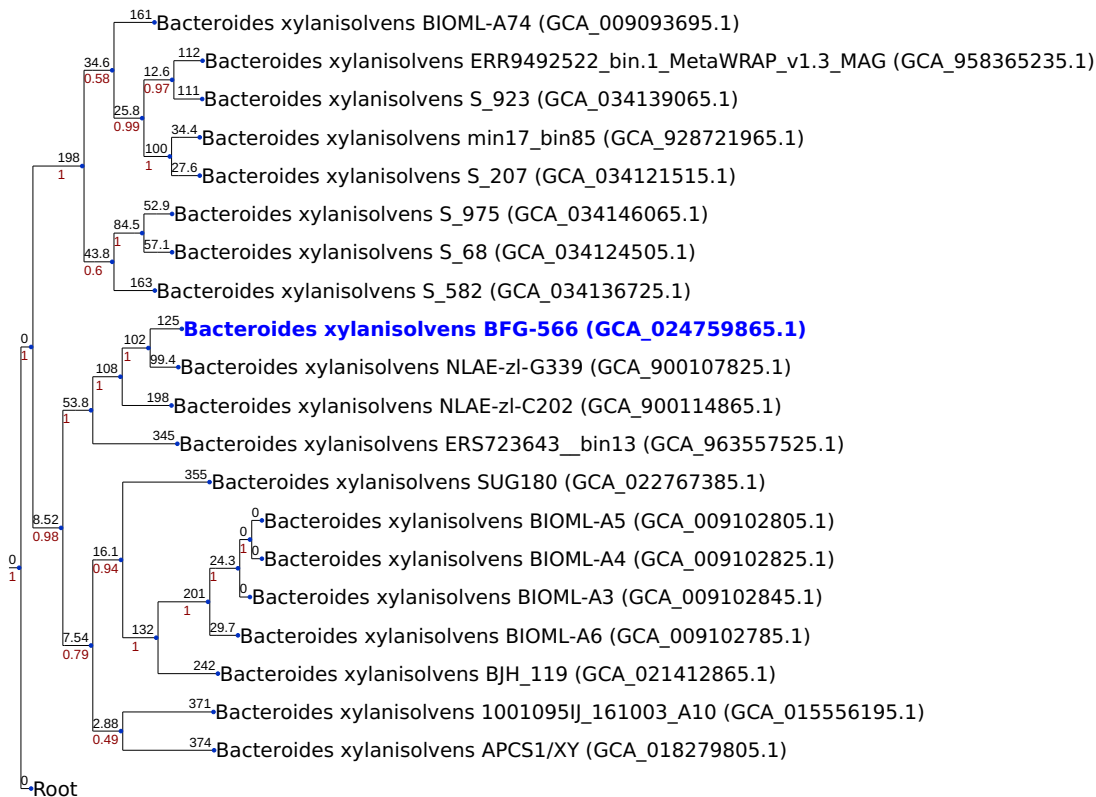 161 Bacteroides xylanisolvens BIOML-A74 (GCA_009093695.1)
34.6
0.58
112 Bacteroides xylanisolvens ERR9492522_bin.1_MetaWRAP_v1.3_MAG (GCA_958365235.1)
12.6
0.97
111 Bacteroides xylanisolvens S_923 (GCA_034139065.1)
25.8
0.99
34.4 Bacteroides xylanisolvens min17_bin85 (GCA_928721965.1)
100
1
27.6 Bacteroides xylanisolvens S_207 (GCA_034121515.1)
198
1
52.9 Bacteroides xylanisolvens S_975 (GCA_034146065.1)
84.5
1
57.1 Bacteroides xylanisolvens S_68 (GCA_034124505.1)
43.8
0.6
163 Bacteroides xylanisolvens S_582 (GCA_034136725.1)
125 Bacteroides xylanisolvens BFG-566 (GCA_024759865.1)
0
1
102
1
99.4 Bacteroides xylanisolvens NLAE-zl-G339 (GCA_900107825.1)
108
1
198 Bacteroides xylanisolvens NLAE-zl-C202 (GCA_900114865.1)
53.8
1
345 Bacteroides xylanisolvens ERS723643__bin13 (GCA_963557525.1)
355 Bacteroides xylanisolvens SUG180 (GCA_022767385.1)
8.52
0.98
0 Bacteroides xylanisolvens BIOML-A5 (GCA_009102805.1)
0
1
0 Bacteroides xylanisolvens BIOML-A4 (GCA_009102825.1)
16.1
0.94
24.3
1
0
1
0 Bacteroides xylanisolvens BIOML-A3 (GCA_009102845.1)
201
1
29.7 Bacteroides xylanisolvens BIOML-A6 (GCA_009102785.1)
132
1
7.54
0.79
242 Bacteroides xylanisolvens BJH_119 (GCA_021412865.1)
371 Bacteroides xylanisolvens 1001095IJ_161003_A10 (GCA_015556195.1)
2.88
0.49
374 Bacteroides xylanisolvens APCS1/XY (GCA_018279805.1)
0 Root